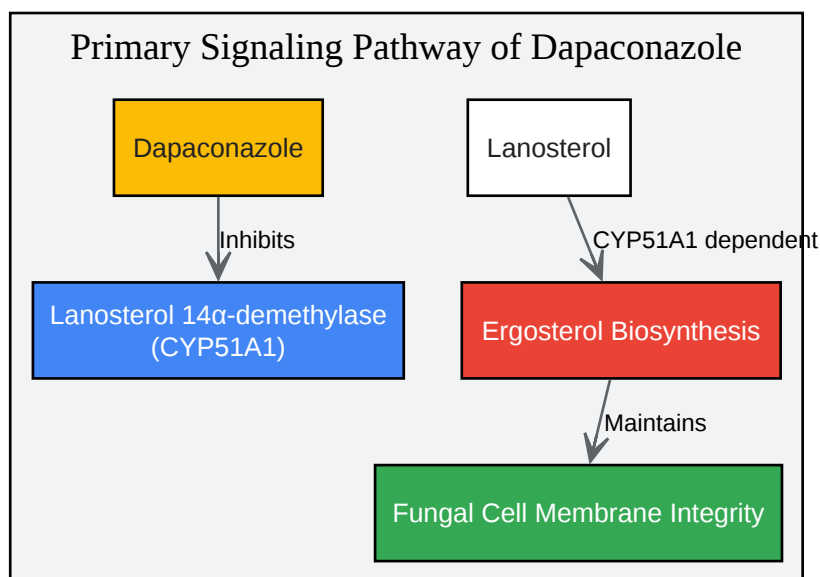 Primary Signaling Pathway of Dapaconazole
Dapaconazole
Lanosterol
Inhibits
CYP51A1 dependent
Lanosterol 14α-demethylase
(CYP51A1)
Ergosterol Biosynthesis
Maintains
Fungal Cell Membrane Integrity